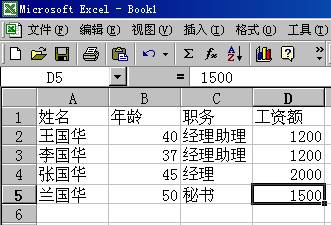 Microsoft Excel - Book1
文件(F) 编辑(E) 视图(V) 插入(I) 格式(O) 工具(T)
D5 = 1500
A B C D
1 姓名 年龄 职务 工资额
2 王国华 40 经理助理 1200
3 李国华 37 经理助理 1200
4 张国华 45 经理 2000
5 兰国华 50 秘书 1500
6